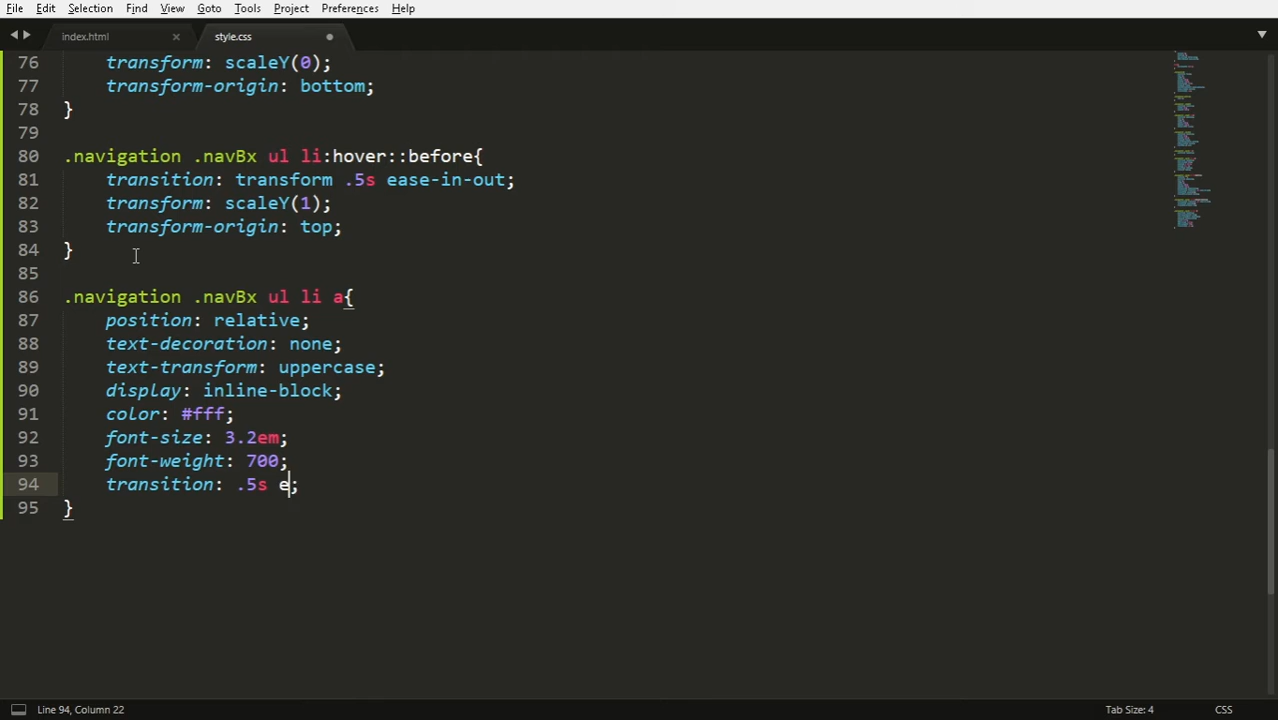 File Edit Selection Find View Goto Tools Project Preferences Help
index.html × style.css
76 transform: scaleY(0);
77 transform-origin: bottom;
78 }
79
80 .navigation .navBx ul li:hover::before{
81 transition: transform .5s ease-in-out;
82 transform: scaleY(1);
83 transform-origin: top;
84 }
85
86 .navigation .navBx ul li a{
87 position: relative;
88 text-decoration: none;
89 text-transform: uppercase;
90 display: inline-block;
91 color: #fff;
92 font-size: 3.2em;
93 font-weight: 700;
94 transition: .5s e;
95 }
Line 94, Column 22 Tab Size: 4 CSS